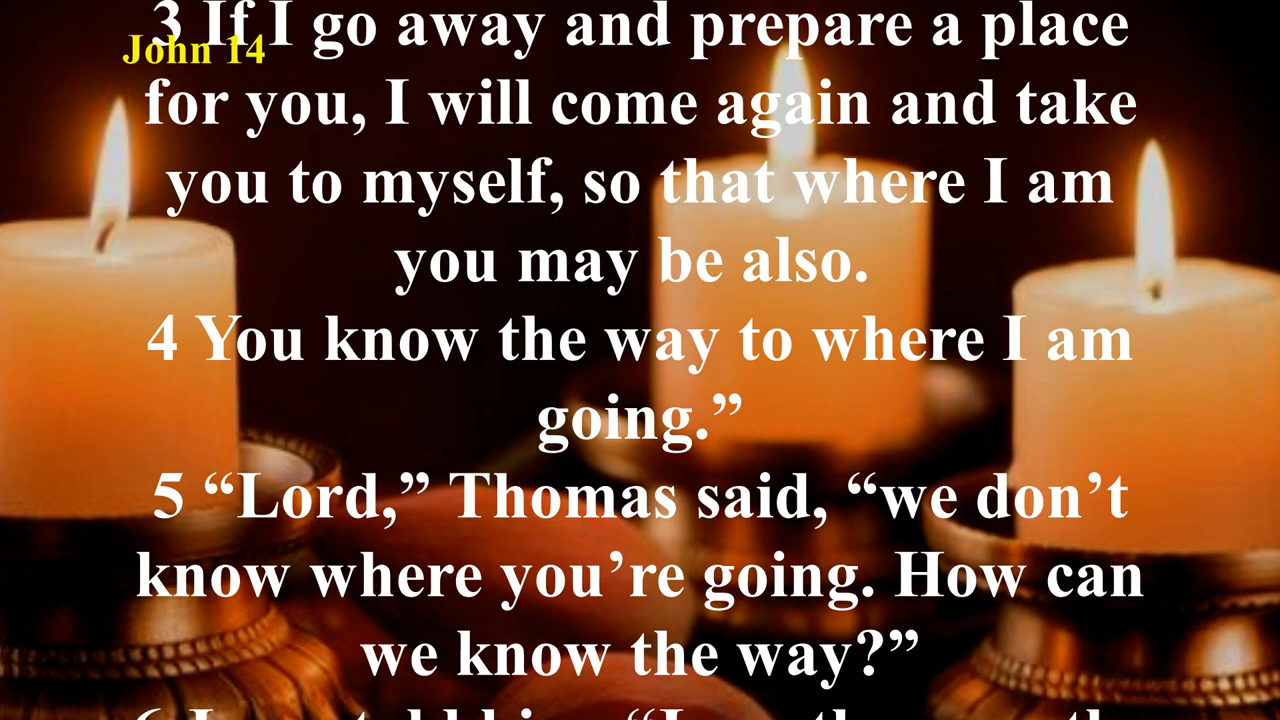 3 If I go away and prepare a place
John 14
for you, I will come again and take
you to myself, so that where I am
you may be also.
4 You know the way to where I am
going.”
5 “Lord,” Thomas said, “we don’t
know where you’re going. How can
we know the way?”